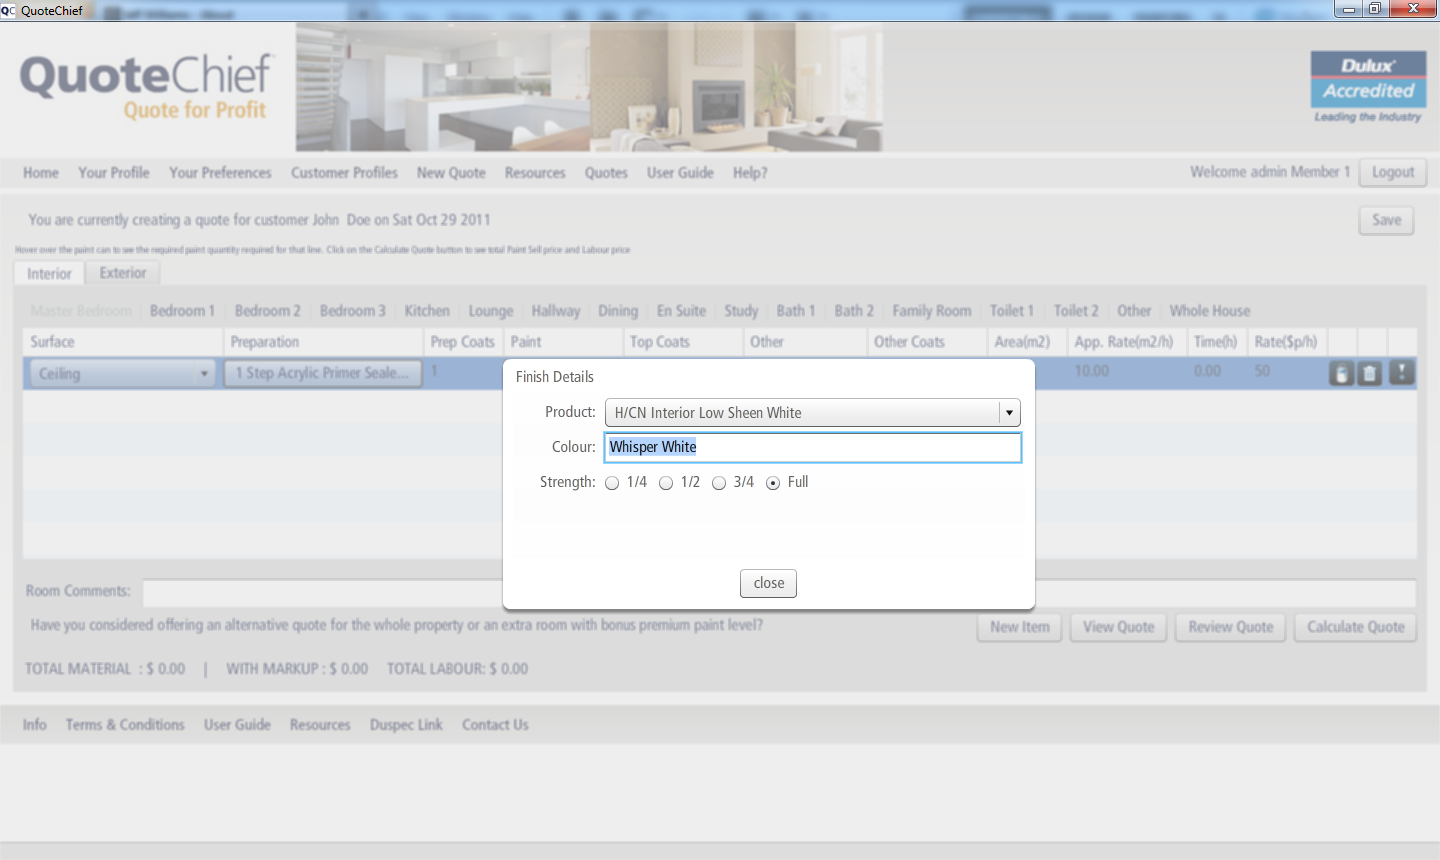 QC QuoteChief
QuoteChief
Quote for Profit
Dulux
Accredited
Leading the Industry
Home Your Profile Your Preferences Customer Profiles New Quote Resources Quotes User Guide Help?
Welcome admin Member 1 Logout
You are currently creating a quote for customer John Doe on Sat Oct 29 2011
Save
Hover over the paint can to see the required paint quantity required for that line. Click on the Calculate Quote button to see total Paint Sell price and Labour price
Interior Exterior
Master Bedroom Bedroom 1 Bedroom 2 Bedroom 3 Kitchen Lounge Hallway Dining En Suite Study Bath 1 Bath 2 Family Room Toilet 1 Toilet 2 Other Whole House
Surface Preparation Prep Coats Paint Top Coats Other Other Coats Area(m2) App. Rate(m2/h) Time(h) Rate($p/h)
Ceiling 1 Step Acrylic Primer Seale... 1 10.00 0.00 50
Finish Details
Product: H/CN Interior Low Sheen White
Colour: Whisper White
Strength: 1/4 1/2 3/4 Full
close
Room Comments:
Have you considered offering an alternative quote for the whole property or an extra room with bonus premium paint level?
New Item View Quote Review Quote Calculate Quote
TOTAL MATERIAL : $ 0.00 | WITH MARKUP : $ 0.00 TOTAL LABOUR: $ 0.00
Info Terms & Conditions User Guide Resources Duspec Link Contact Us